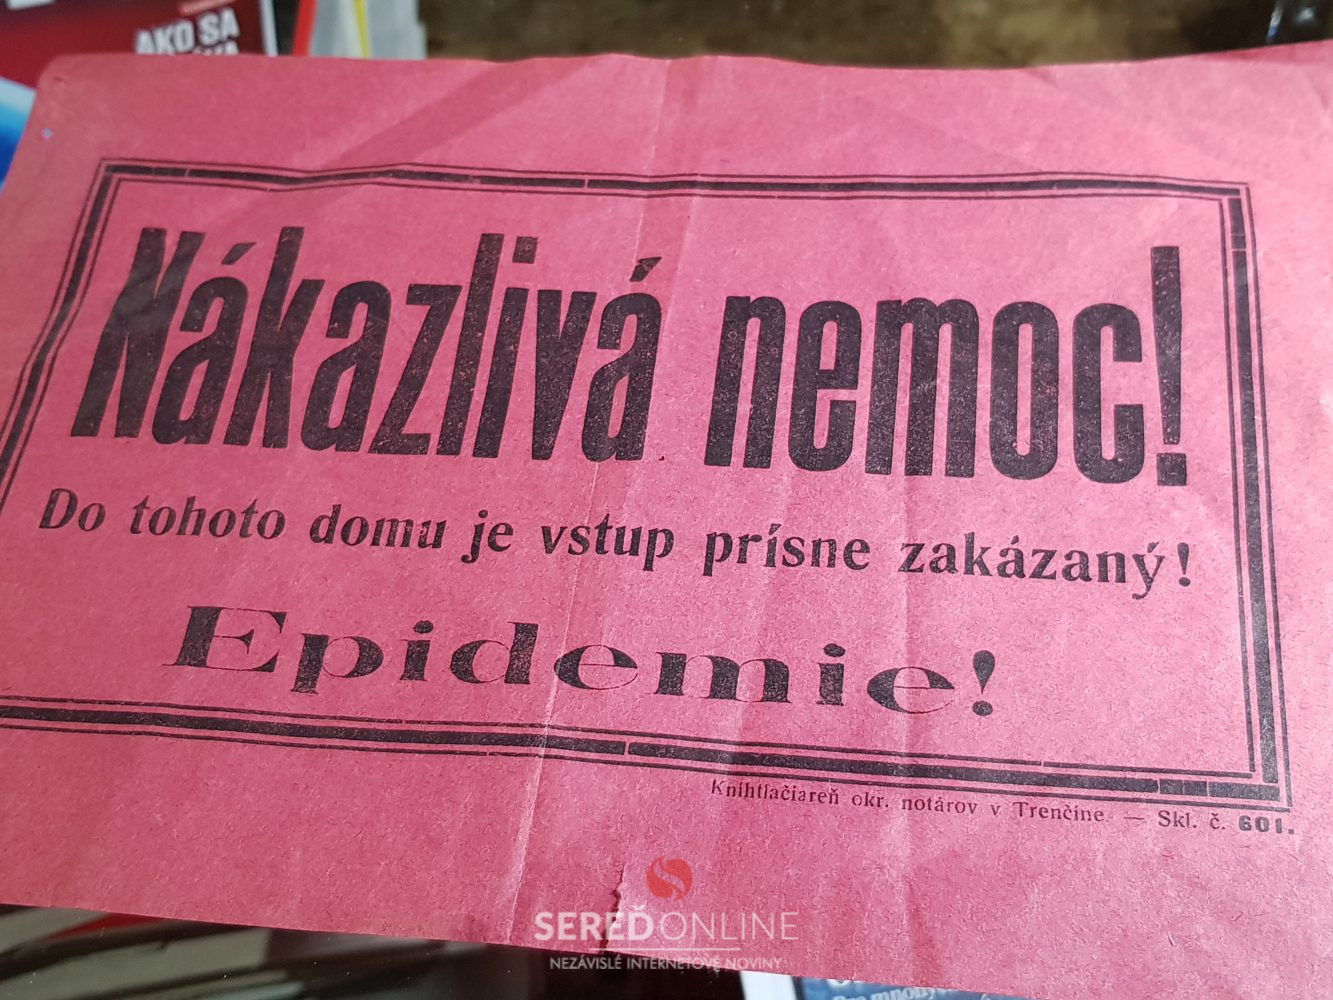 AKO SA
Nákazlivá nemoc!
Do tohoto domu je vstup prísne zakázaný!
Epidemie!
Knihtlačiareň okr. notárov v Trenčíne. — Skl. č. 601.
SEREĎONLINE
NEZÁVISLÉ INTERNETOVÉ NOVINY